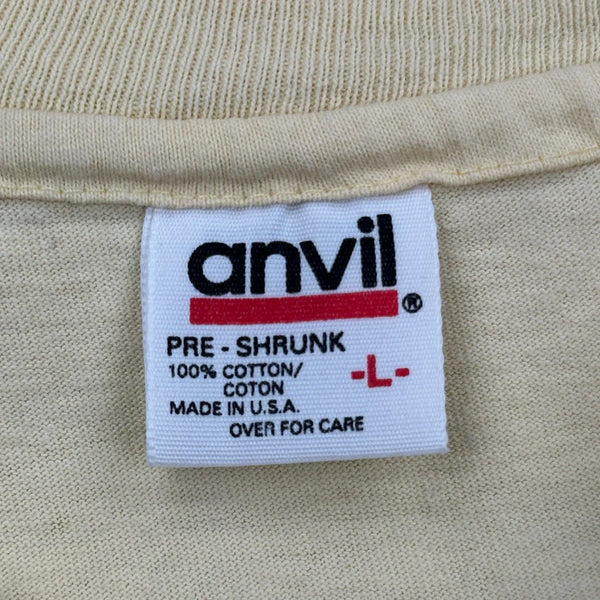 anvil®
PRE - SHRUNK
100% COTTON/
COTON
-L-
MADE IN U.S.A.
OVER FOR CARE